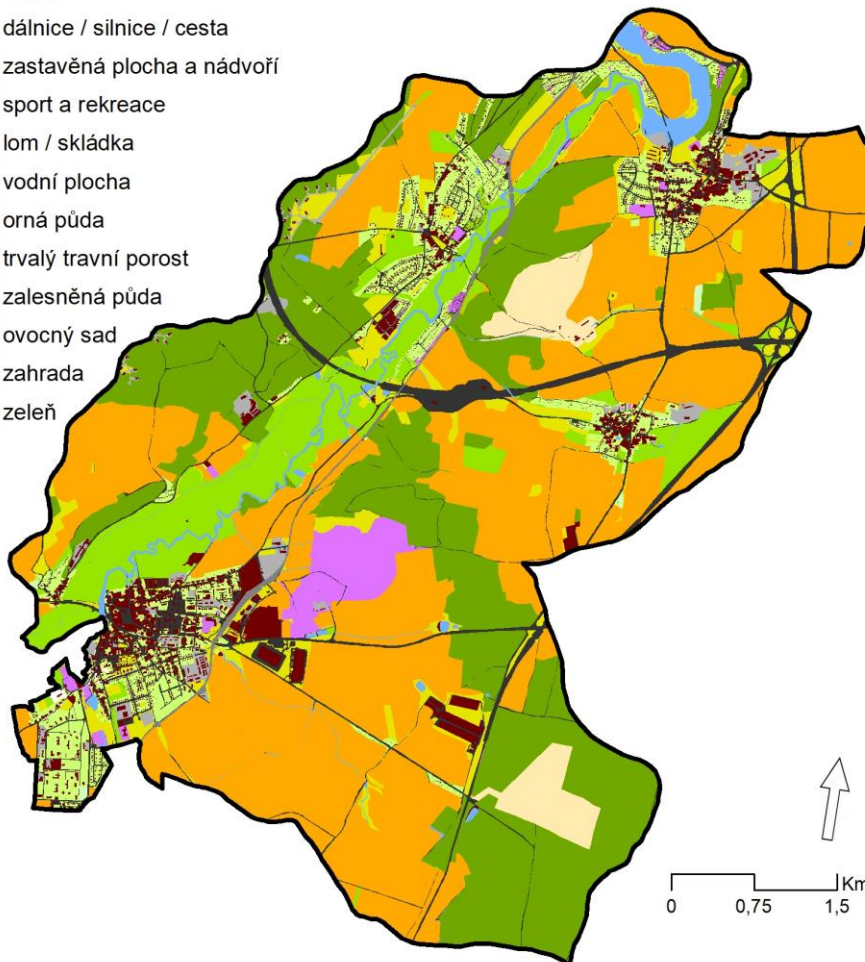 dálnice / silnice / cesta
zastavěná plocha a nádvoří
sport a rekreace
lom / skládka
vodní plocha
orná půda
trvalý travní porost
zalesněná půda
ovocný sad
zahrada
zeleň
Km
0 0,75 1,5